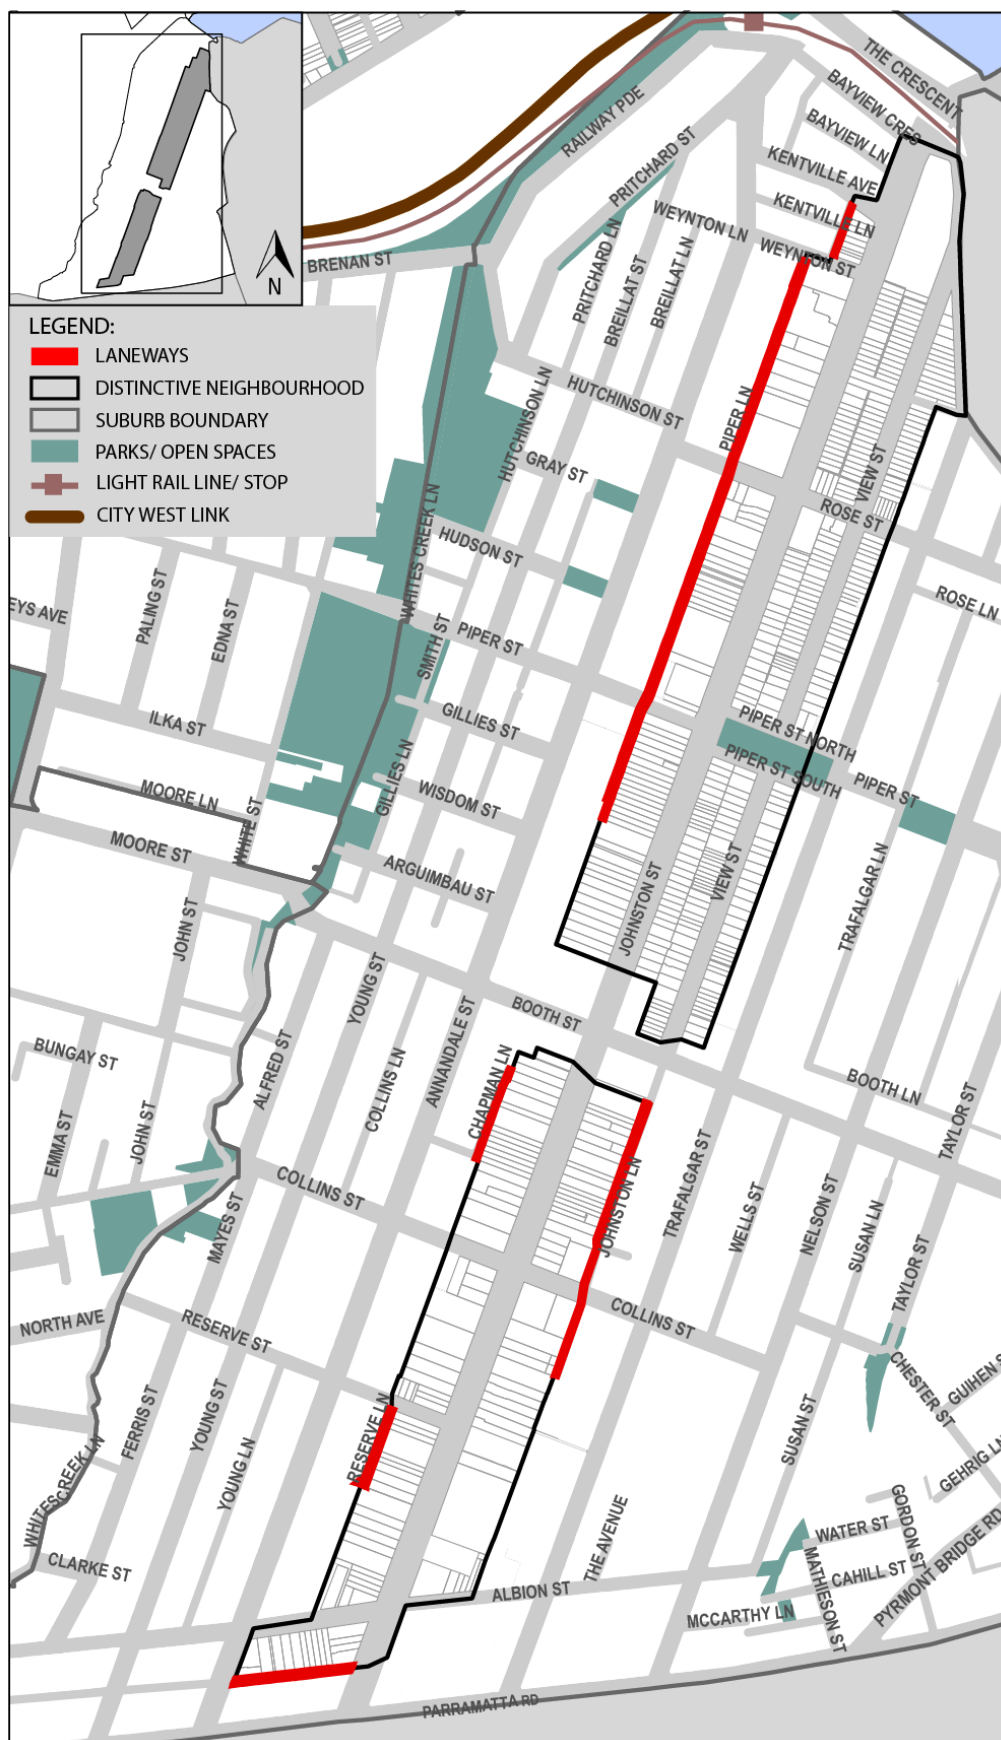 N
LEGEND:
LANEWAYS
DISTINCTIVE NEIGHBOURHOOD
SUBURB BOUNDARY
PARKS/ OPEN SPACES
LIGHT RAIL LINE/ STOP
CITY WEST LINK
THE CRESCENT
BAYVIEW CRES
BAYVIEW LN
RAILWAY PDE
PRITCHARD ST
KENTVILLE AVE
KENTVILLE LN
WEYNTON LN
WEYNTON ST
BRENAN ST
PRITCHARD LN
BREILLAT ST
BREILLAT LN
HUTCHINSON ST
HUTCHINSON LN
PIPER LN
GRAY ST
VIEW ST
ROSE ST
WHITES CREEK LN
HUDSON ST
ROSE LN
EYS AVE
PALING ST
EDNA ST
SMITH ST
PIPER ST
ILKA ST
GILLIES ST
PIPER ST NORTH
PIPER ST SOUTH
PIPER ST
GILLIES LN
WISDOM ST
MOORE LN
WHITE ST
MOORE ST
ARGUIMBAU ST
JOHNSTON ST
VIEW ST
TRAFALGAR LN
JOHN ST
YOUNG ST
ANNANDALE ST
BOOTH ST
BUNGAY ST
ALFRED ST
COLLINS LN
CHAPMAN LN
BOOTH LN
TAYLOR ST
EMMA ST
JOHN ST
COLLINS ST
JOHNSTON LN
TRAFALGAR ST
WELLS ST
NELSON ST
SUSAN LN
MAYES ST
TAYLOR ST
NORTH AVE
RESERVE ST
COLLINS ST
CHESTER ST
GUIHEN S
FERRIS ST
YOUNG ST
YOUNG LN
RESERVE LN
SUSAN ST
GEHRIG LN
WHITES CREEK LN
GORDON ST
WATER ST
PYRMONT BRIDGE RD
CLARKE ST
THE AVENUE
ALBION ST
CAHILL ST
MATHIESON ST
MCCARTHY LN
PARRAMATTA RD